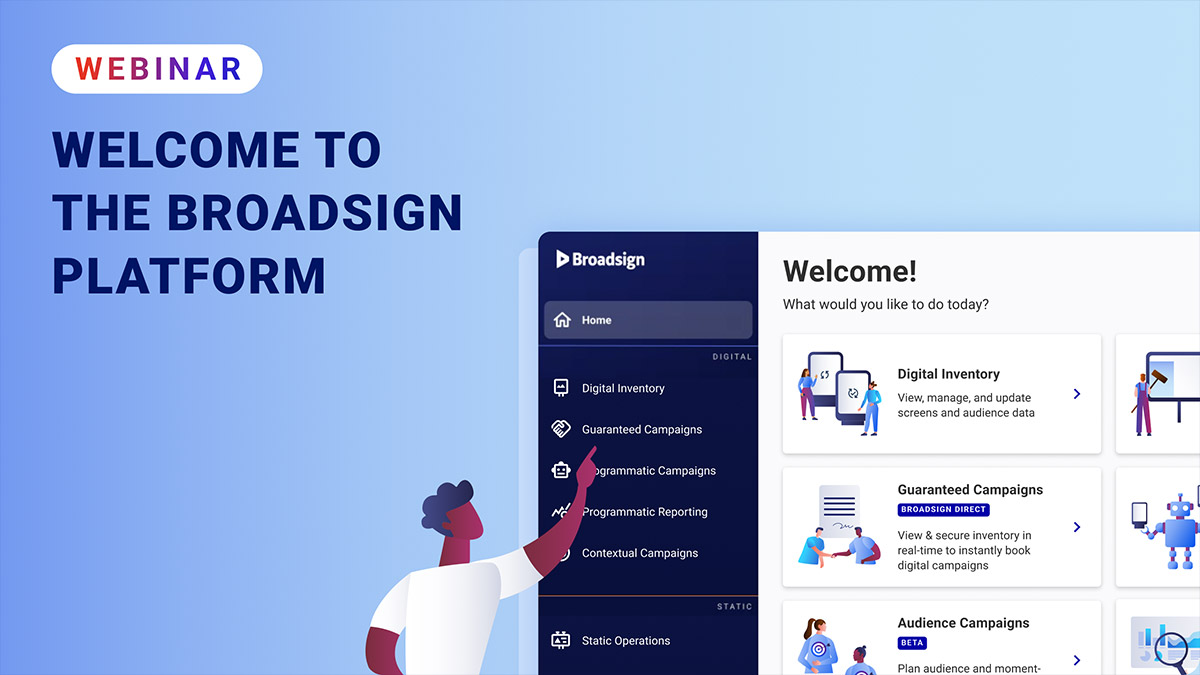 WEBINAR
WELCOME TO
THE BROADSIGN
PLATFORM
Broadsign
Home
DIGITAL
Digital Inventory
Guaranteed Campaigns
Campaigns
Programmatic Reporting
Contextual Campaigns
STATIC
Static Operations
Welcome!
What would you like to do today?
Digital Inventory
View, manage, and update
screens and audience data
Guaranteed Campaigns
BROADSIGN DIRECT
View & secure inventory in
real-time to instantly book
digital campaigns
Audience Campaigns
BETA
Plan audience and moment-